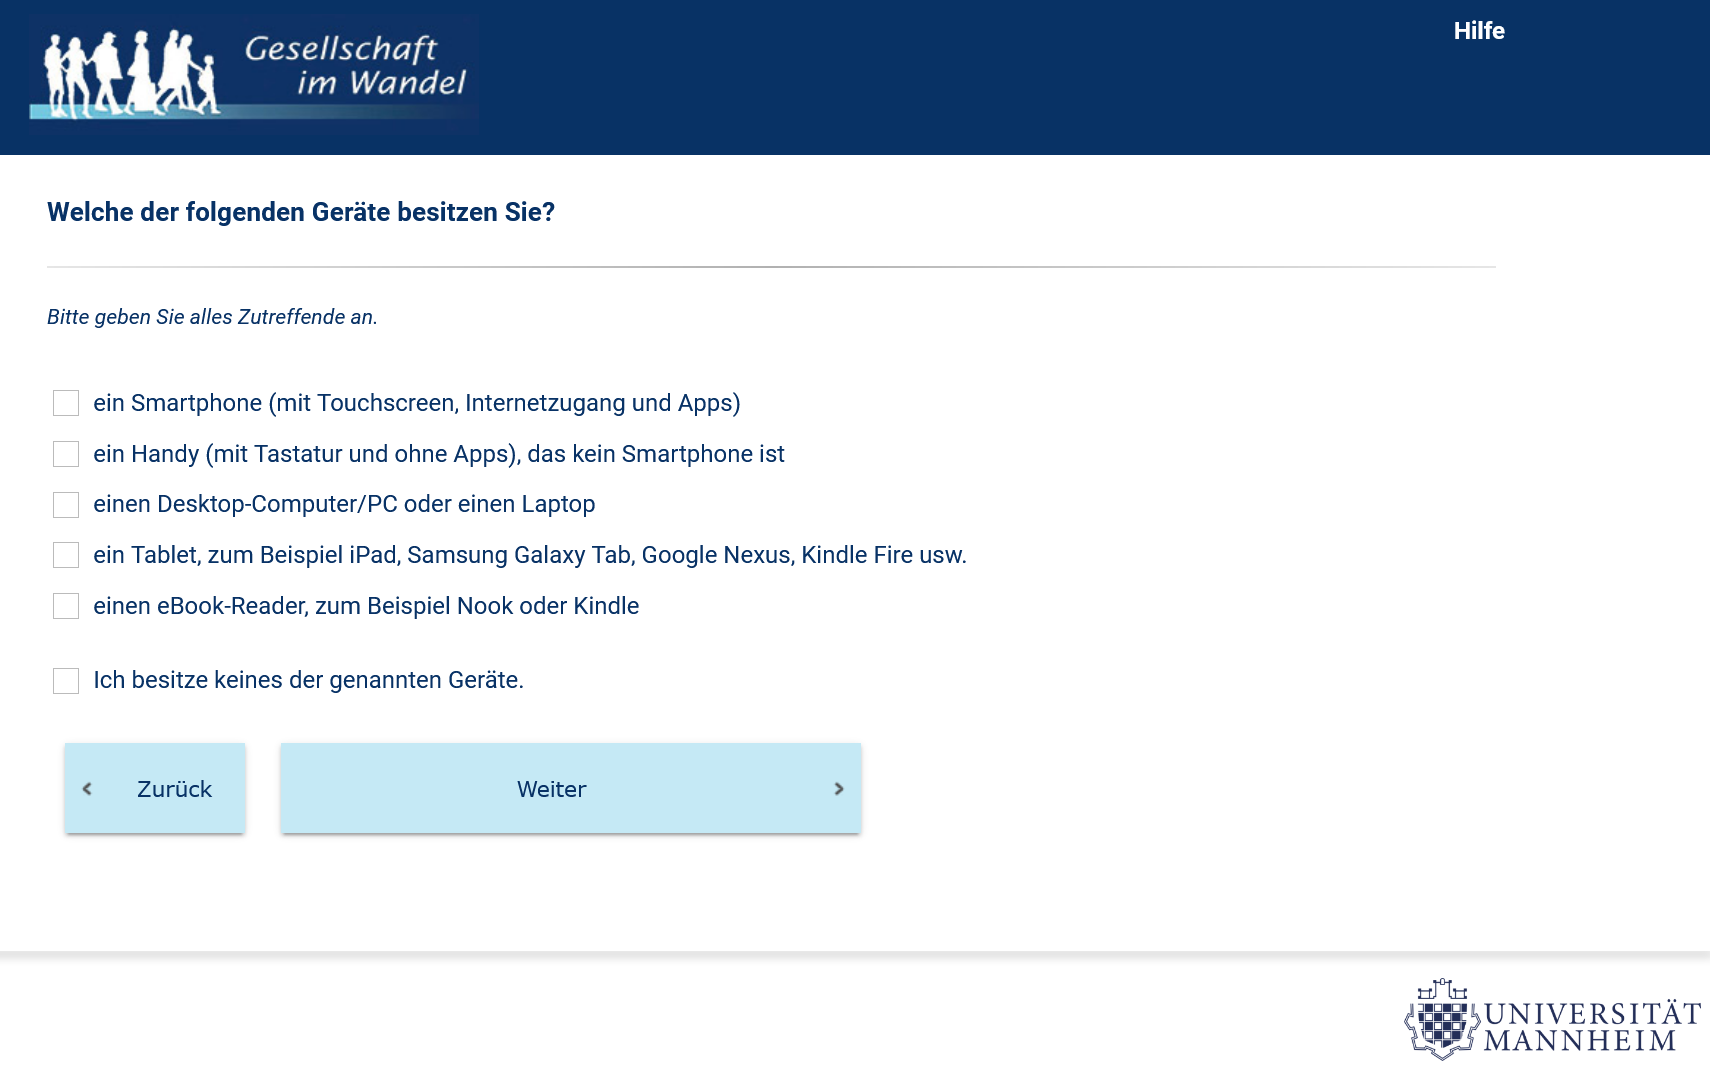 Gesellschaft
im Wandel
Hilfe
Welche der folgenden Geräte besitzen Sie?
Bitte geben Sie alles Zutreffende an.
ein Smartphone (mit Touchscreen, Internetzugang und Apps)
ein Handy (mit Tastatur und ohne Apps), das kein Smartphone ist
einen Desktop-Computer/PC oder einen Laptop
ein Tablet, zum Beispiel iPad, Samsung Galaxy Tab, Google Nexus, Kindle Fire usw.
einen eBook-Reader, zum Beispiel Nook oder Kindle
Ich besitze keines der genannten Geräte.
Zurück
Weiter
UNIVERSITÄT
MANNHEIM